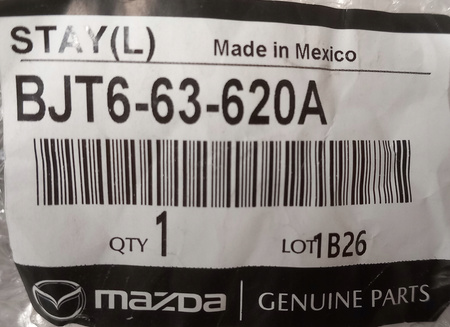 STAY(L) Made in Mexico
BJT6-63-620A
QTY 1 LOT 1B26
mazda GENUINE PARTS